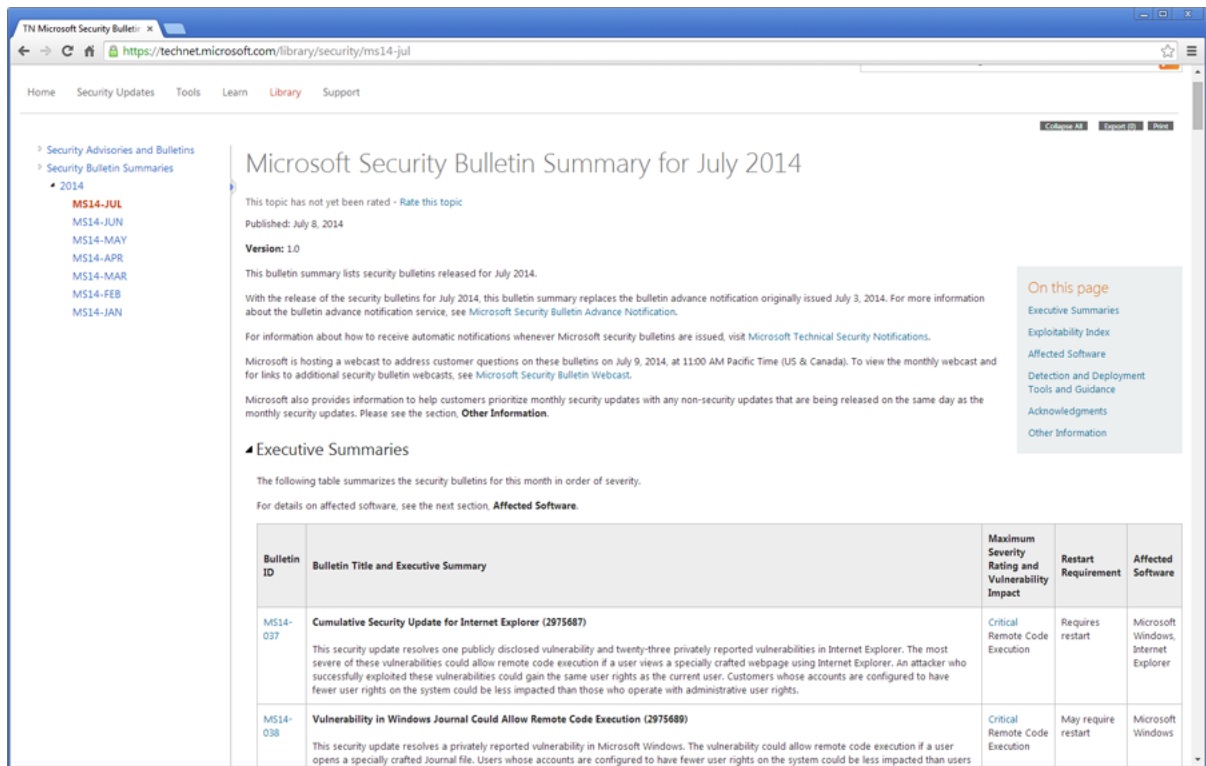 TN Microsoft Security Bulletin
https://technet.microsoft.com/library/security/ms14-jul
Home Security Updates Tools Learn Library Support
Collapse All Export (0) Print
Security Advisories and Bulletins
Security Bulletin Summaries
2014
MS14-JUL
MS14-JUN
MS14-MAY
MS14-APR
MS14-MAR
MS14-FEB
MS14-JAN
Microsoft Security Bulletin Summary for July 2014
This topic has not yet been rated - Rate this topic
Published: July 8, 2014
Version: 1.0
This bulletin summary lists security bulletins released for July 2014.
With the release of the security bulletins for July 2014, this bulletin summary replaces the bulletin advance notification originally issued July 3, 2014. For more information
about the bulletin advance notification service, see Microsoft Security Bulletin Advance Notification.
For information about how to receive automatic notifications whenever Microsoft security bulletins are issued, visit Microsoft Technical Security Notifications.
Microsoft is hosting a webcast to address customer questions on these bulletins on July 9, 2014, at 11:00 AM Pacific Time (US & Canada). To view the monthly webcast and
for links to additional security bulletin webcasts, see Microsoft Security Bulletin Webcast.
Microsoft also provides information to help customers prioritize monthly security updates with any non-security updates that are being released on the same day as the
monthly security updates. Please see the section, Other Information.
On this page
Executive Summaries
Exploitability Index
Affected Software
Detection and Deployment
Tools and Guidance
Acknowledgments
Other Information
Executive Summaries
The following table summarizes the security bulletins for this month in order of severity.
For details on affected software, see the next section, Affected Software.
Bulletin
ID
Bulletin Title and Executive Summary
Maximum
Severity
Rating and
Vulnerability
Impact
Restart
Requirement
Affected
Software
MS14-
037
Cumulative Security Update for Internet Explorer (2975687)
This security update resolves one publicly disclosed vulnerability and twenty-three privately reported vulnerabilities in Internet Explorer. The most
severe of these vulnerabilities could allow remote code execution if a user views a specially crafted webpage using Internet Explorer. An attacker who
successfully exploited these vulnerabilities could gain the same user rights as the current user. Customers whose accounts are configured to have
fewer user rights on the system could be less impacted than those who operate with administrative user rights.
Critical
Remote Code
Execution
Requires
restart
Microsoft
Windows,
Internet
Explorer
MS14-
038
Vulnerability in Windows Journal Could Allow Remote Code Execution (2975689)
This security update resolves a privately reported vulnerability in Microsoft Windows. The vulnerability could allow remote code execution if a user
opens a specially crafted Journal file. Users whose accounts are configured to have fewer user rights on the system could be less impacted than users
Critical
Remote Code
Execution
May require
restart
Microsoft
Windows